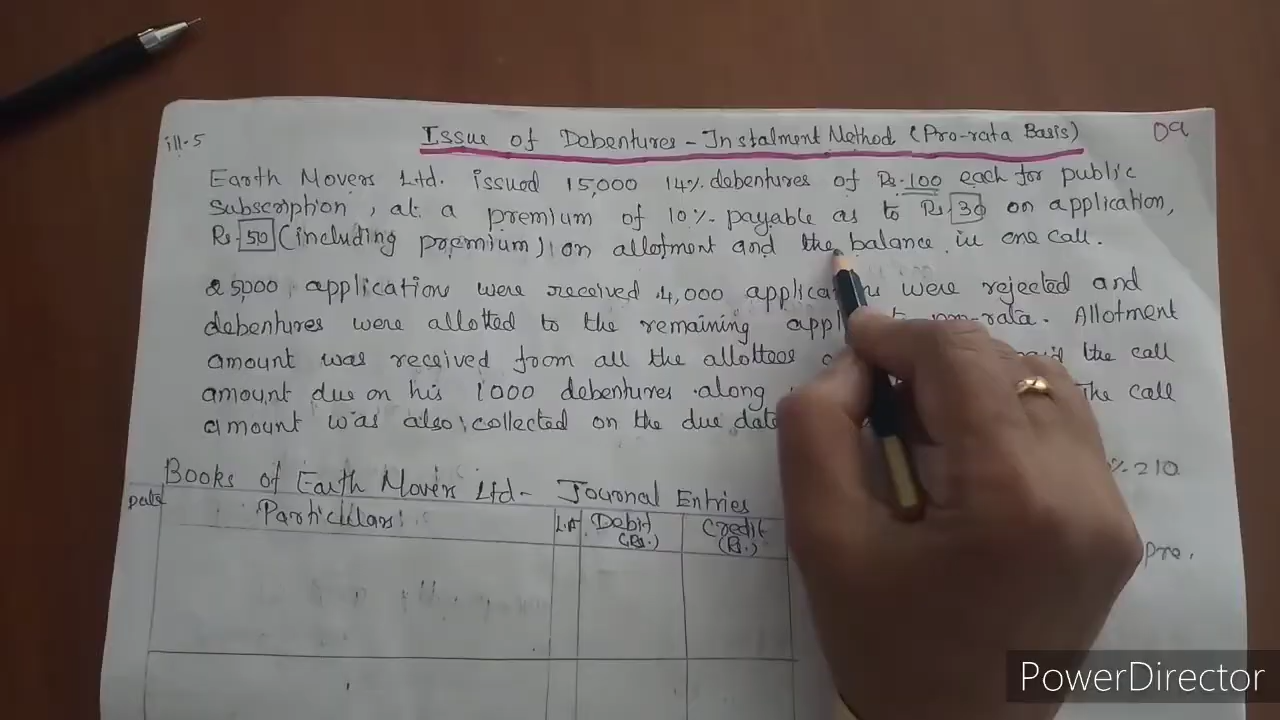 ill-5
Issue of Debentures - Instalment Method (Pro-rata Basis)
09
Earth Movers Ltd. issued 15,000 14% debentures of Rs.100 each for public
Subscription, at a premium of 10% payable as to Rs.30 on application,
Rs.50 (including premium) on allotment and the balance in one call.
25,000 application were received 4,000 were rejected and
debentures were allotted to the remaining pro-rata. Allotment
amount was received from all the allottees the call
amount due on his 1000 debentures along The call
amount was also collected on the due
% = 10
Books of Earth Movers Ltd- Journal Entries
Date Particulars L.F Debit (Rs.) Credit (Rs.)
pre.
PowerDirector